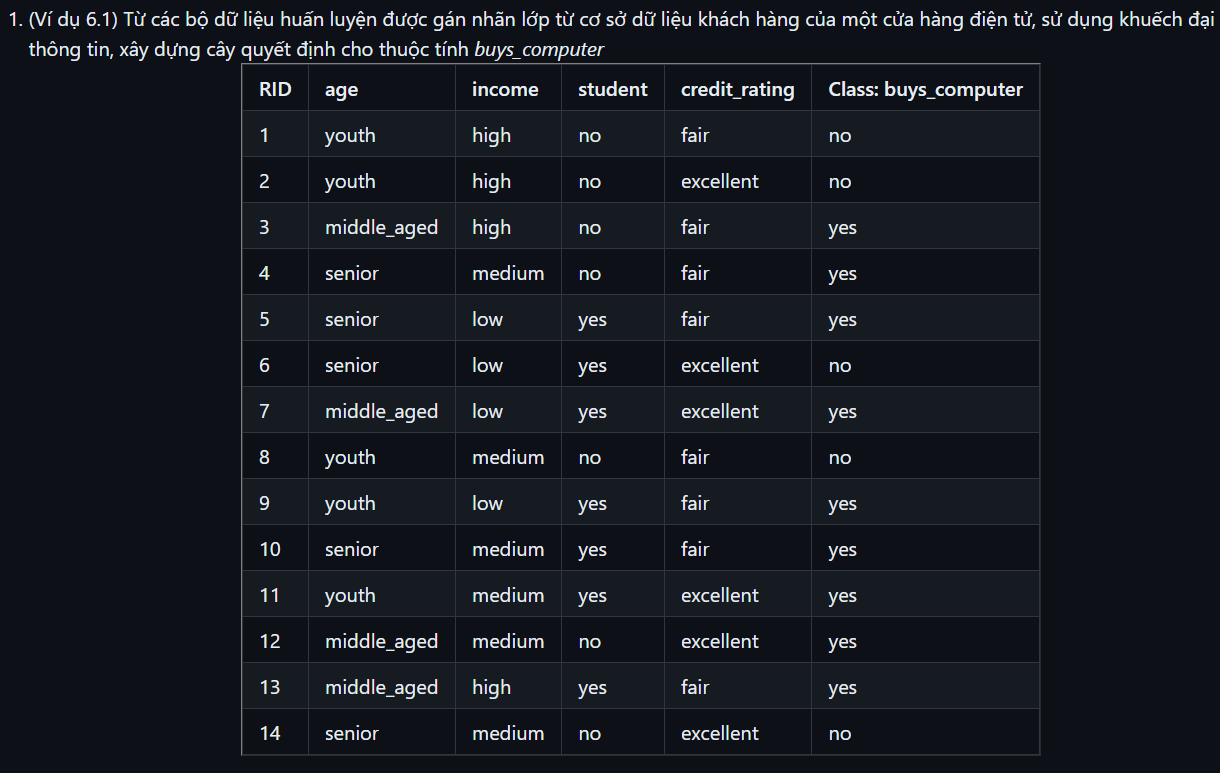 1. (Ví dụ 6.1) Từ các bộ dữ liệu huấn luyện được gán nhãn lớp từ cơ sở dữ liệu khách hàng của một cửa hàng điện tử, sử dụng khuếch đại
thông tin, xây dựng cây quyết định cho thuộc tính buys_computer
RID age income student credit_rating Class: buys_computer
1 youth high no fair no
2 youth high no excellent no
3 middle_aged high no fair yes
4 senior medium no fair yes
5 senior low yes fair yes
6 senior low yes excellent no
7 middle_aged low yes excellent yes
8 youth medium no fair no
9 youth low yes fair yes
10 senior medium yes fair yes
11 youth medium yes excellent yes
12 middle_aged medium no excellent yes
13 middle_aged high yes fair yes
14 senior medium no excellent no